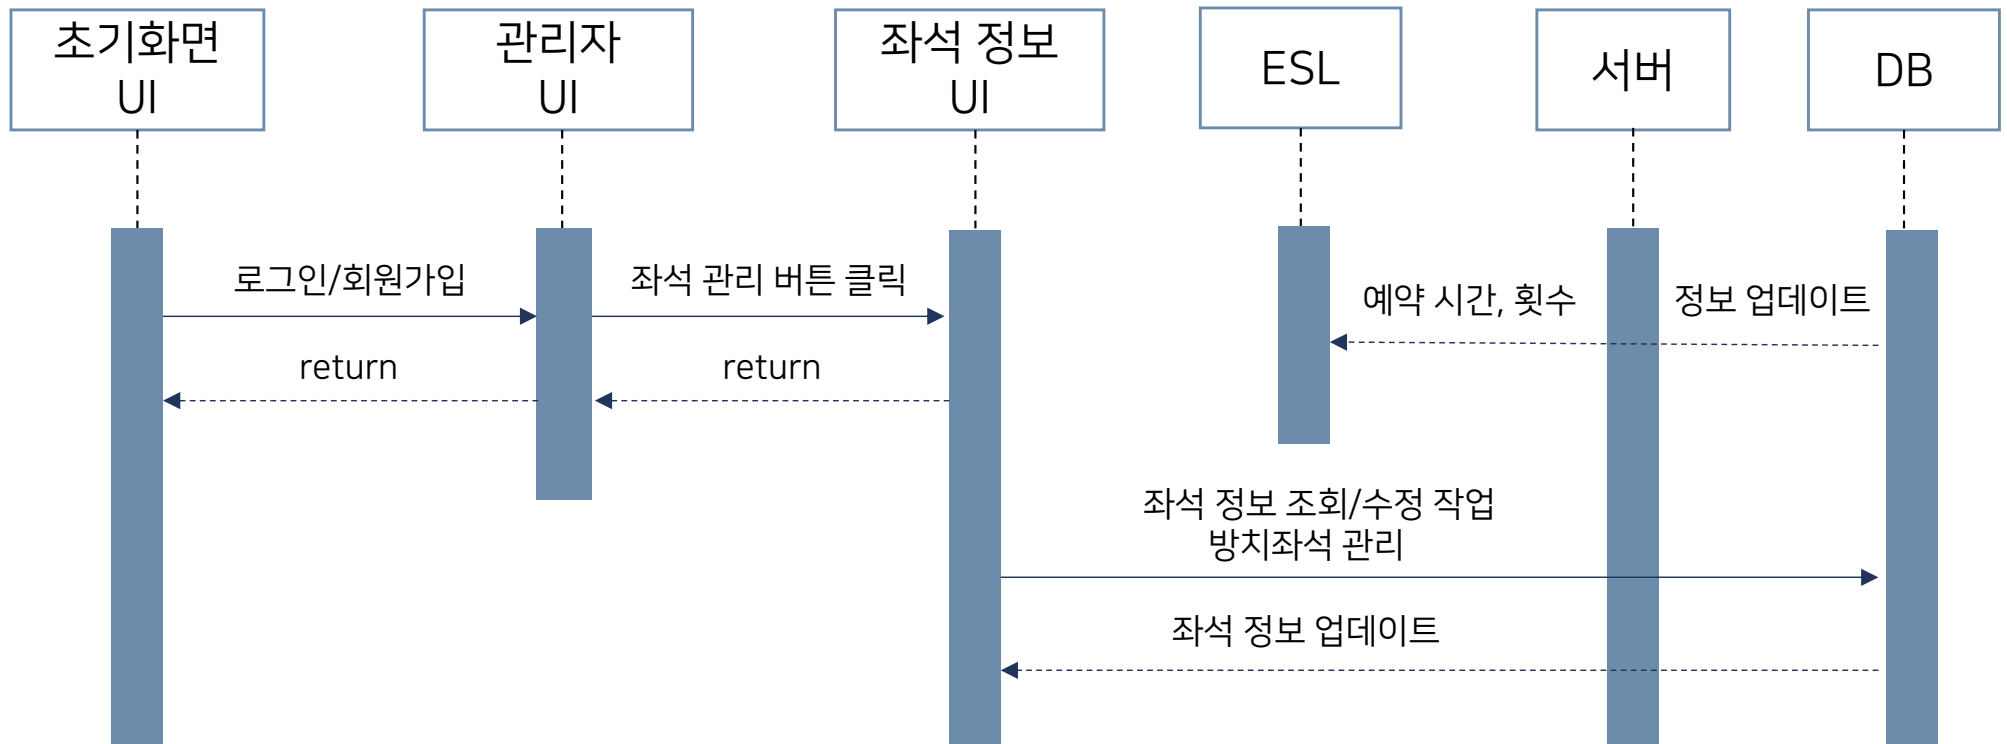 초기화면
UI
관리자
UI
좌석 정보
UI
ESL
서버
DB
로그인/회원가입
좌석 관리 버튼 클릭
예약 시간, 횟수
정보 업데이트
return
return
좌석 정보 조회/수정 작업
방치좌석 관리
좌석 정보 업데이트